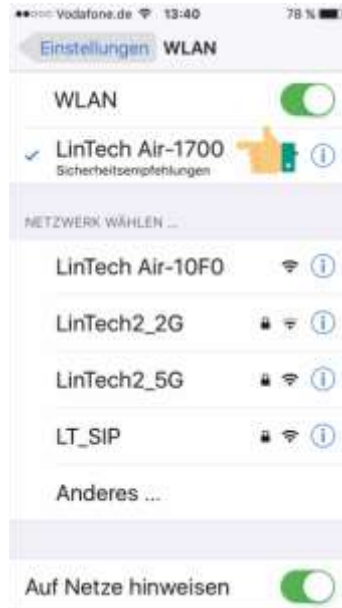 Vodafone.de 13:40 78 %
Einstellungen WLAN
WLAN
LinTech Air-1700
Sicherheitsempfehlungen
NETZWERK WÄHLEN ...
LinTech Air-10F0
LinTech2_2G
LinTech2_5G
LT_SIP
Anderes ...
Auf Netze hinweisen